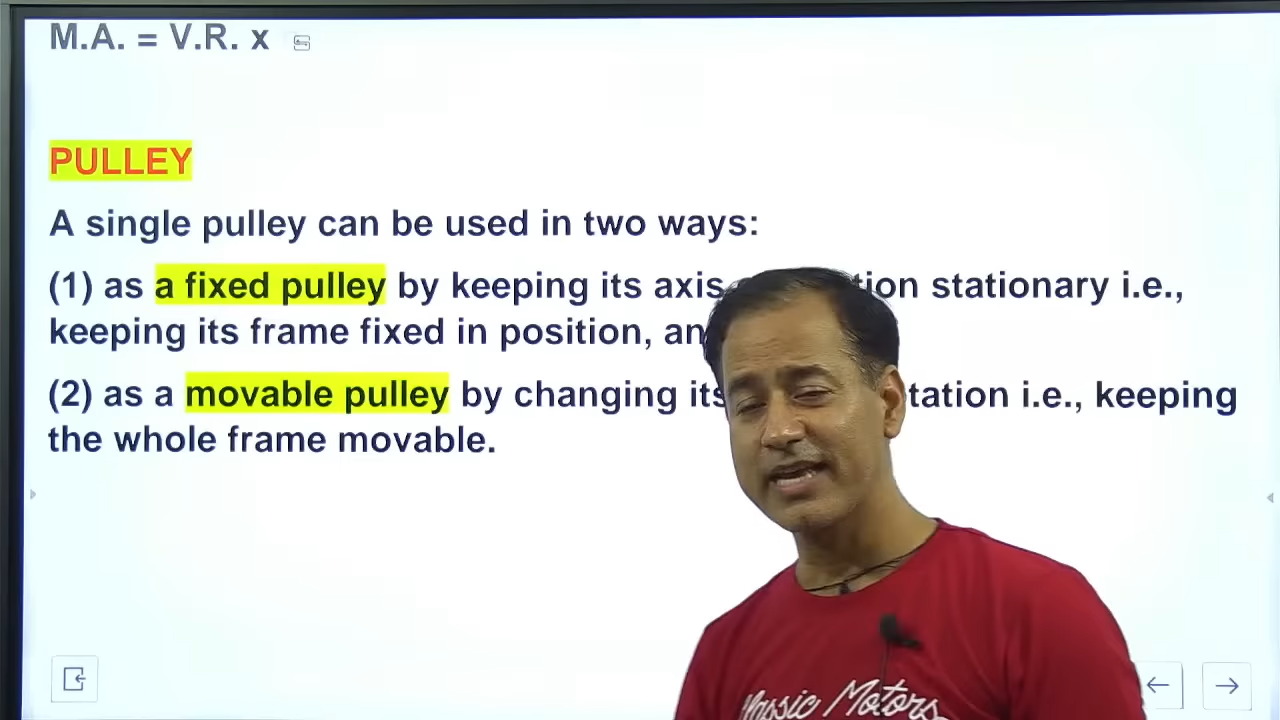 M.A. = V.R. x
PULLEY
A single pulley can be used in two ways:
(1) as a fixed pulley by keeping its axis tion stationary i.e.,
keeping its frame fixed in position, an
(2) as a movable pulley by changing its tation i.e., keeping
the whole frame movable.
Classic Motors